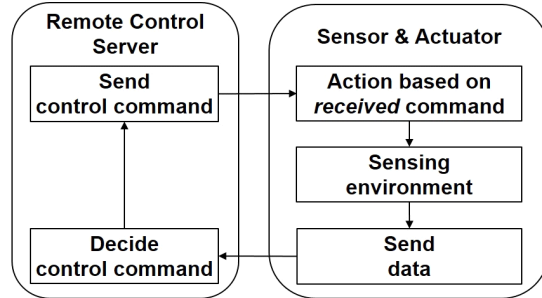 Remote Control
Server
Send
control command
Decide
control command
Sensor & Actuator
Action based on
received command
Sensing
environment
Send
data